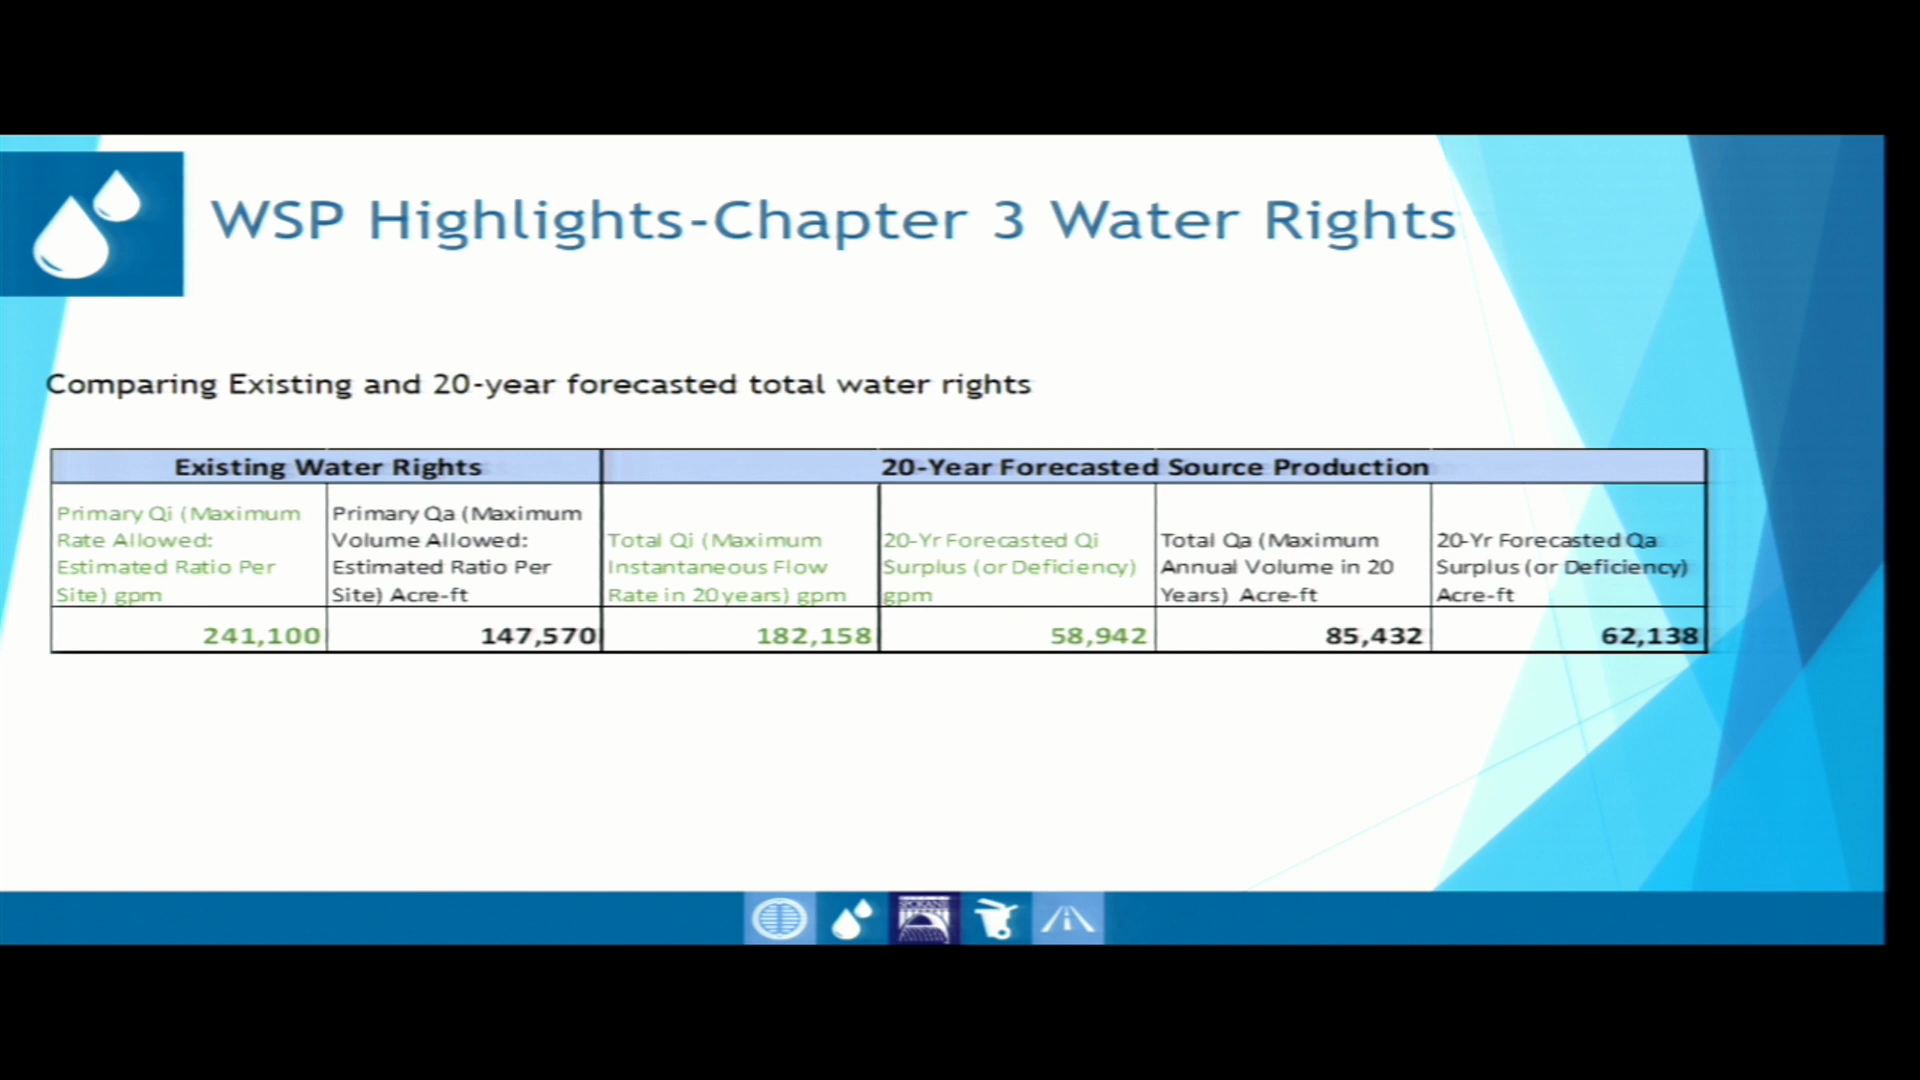 WSP Highlights-Chapter 3 Water Rights
Comparing Existing and 20-year forecasted total water rights
Existing Water Rights
20-Year Forecasted Source Production
Primary Qi (Maximum
Rate Allowed:
Estimated Ratio Per
Site) gpm
Primary Qa (Maximum
Volume Allowed:
Estimated Ratio Per
Site) Acre-ft
Total Qi (Maximum
Instantaneous Flow
Rate in 20 years) gpm
20-Yr Forecasted Qi
Surplus (or Deficiency)
gpm
Total Qa (Maximum
Annual Volume in 20
Years) Acre-ft
20-Yr Forecasted Qa
Surplus (or Deficiency)
Acre-ft
241,100
147,570
182,158
58,942
85,432
62,138
SPOKANE